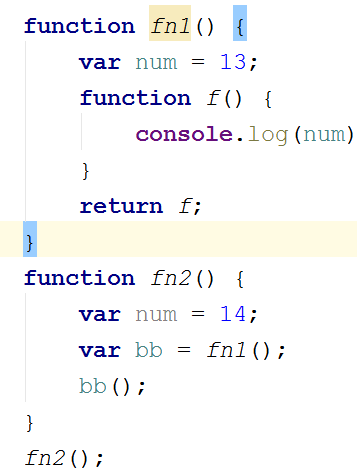 function fn1() {
    var num = 13;
    function f() {
        console.log(num)
    }
    return f;
}
function fn2() {
    var num = 14;
    var bb = fn1();
    bb();
}
fn2();